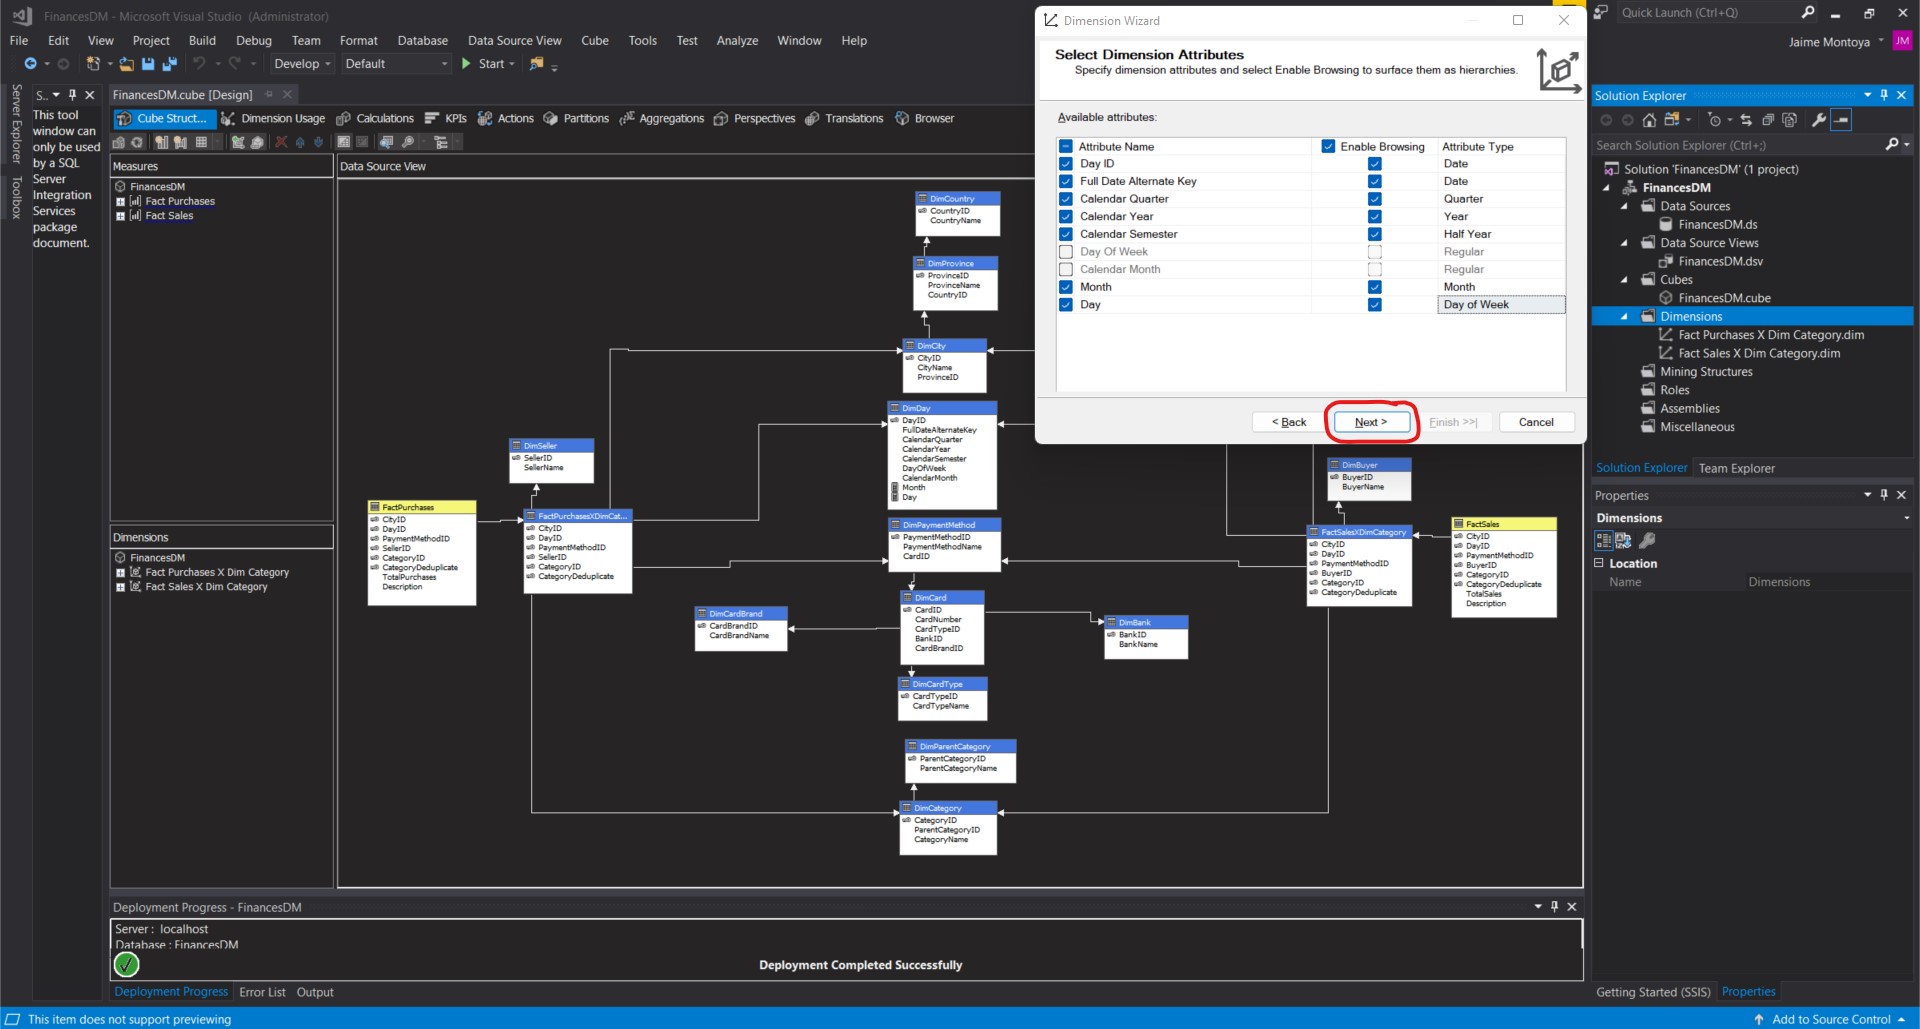 FinancesDM - Microsoft Visual Studio (Administrator)
Quick Launch (Ctrl+Q)
File Edit View Project Build Debug Team Format Database Data Source View Cube Tools Test Analyze Window Help
Jaime Montoya JM
Develop Default Start
Server Explorer
Toolbox
S..
This tool
window can
only be used
by a SQL
Server
Integration
Services
package
document.
FinancesDM.cube [Design]
Cube Struct... Dimension Usage Calculations KPIs Actions Partitions Aggregations Perspectives Translations Browser
Measures
FinancesDM
Fact Purchases
Fact Sales
Dimensions
FinancesDM
Fact Purchases X Dim Category
Fact Sales X Dim Category
Data Source View
DimCountry
CountryID
CountryName
DimProvince
ProvinceID
ProvinceName
CountryID
DimCity
CityID
CityName
ProvinceID
DimDay
DayID
FullDateAlternateKey
CalendarQuarter
CalendarYear
CalendarSemester
DayOfWeek
CalendarMonth
Month
Day
DimSeller
SellerID
SellerName
FactPurchases
CityID
DayID
PaymentMethodID
SellerID
CategoryID
CategoryDeduplicate
TotalPurchases
Description
FactPurchasesXDimCat...
CityID
DayID
PaymentMethodID
SellerID
CategoryID
CategoryDeduplicate
DimPaymentMethod
PaymentMethodID
PaymentMethodName
CardID
DimCard
CardID
CardNumber
CardTypeID
BankID
CardBrandID
DimCardBrand
CardBrandID
CardBrandName
DimBank
BankID
BankName
DimCardType
CardTypeID
CardTypeName
DimParentCategory
ParentCategoryID
ParentCategoryName
DimCategory
CategoryID
ParentCategoryID
CategoryName
DimBuyer
BuyerID
BuyerName
FactSalesXDimCategory
CityID
DayID
PaymentMethodID
BuyerID
CategoryID
CategoryDeduplicate
FactSales
CityID
DayID
PaymentMethodID
BuyerID
CategoryID
CategoryDeduplicate
TotalSales
Description
Dimension Wizard
Select Dimension Attributes
Specify dimension attributes and select Enable Browsing to surface them as hierarchies.
Available attributes:
Attribute Name Enable Browsing Attribute Type
Day ID Date
Full Date Alternate Key Date
Calendar Quarter Quarter
Calendar Year Year
Calendar Semester Half Year
Day Of Week Regular
Calendar Month Regular
Month Month
Day Day of Week
< Back Next > Finish >>| Cancel
Solution Explorer
Search Solution Explorer (Ctrl+;)
Solution 'FinancesDM' (1 project)
FinancesDM
Data Sources
FinancesDM.ds
Data Source Views
FinancesDM.dsv
Cubes
FinancesDM.cube
Dimensions
Fact Purchases X Dim Category.dim
Fact Sales X Dim Category.dim
Mining Structures
Roles
Assemblies
Miscellaneous
Solution Explorer Team Explorer
Properties
Dimensions
Location
Name Dimensions
Getting Started (SSIS) Properties
Deployment Progress - FinancesDM
Server : localhost
Database : FinancesDM
Deployment Completed Successfully
Deployment Progress Error List Output
This item does not support previewing
Add to Source Control